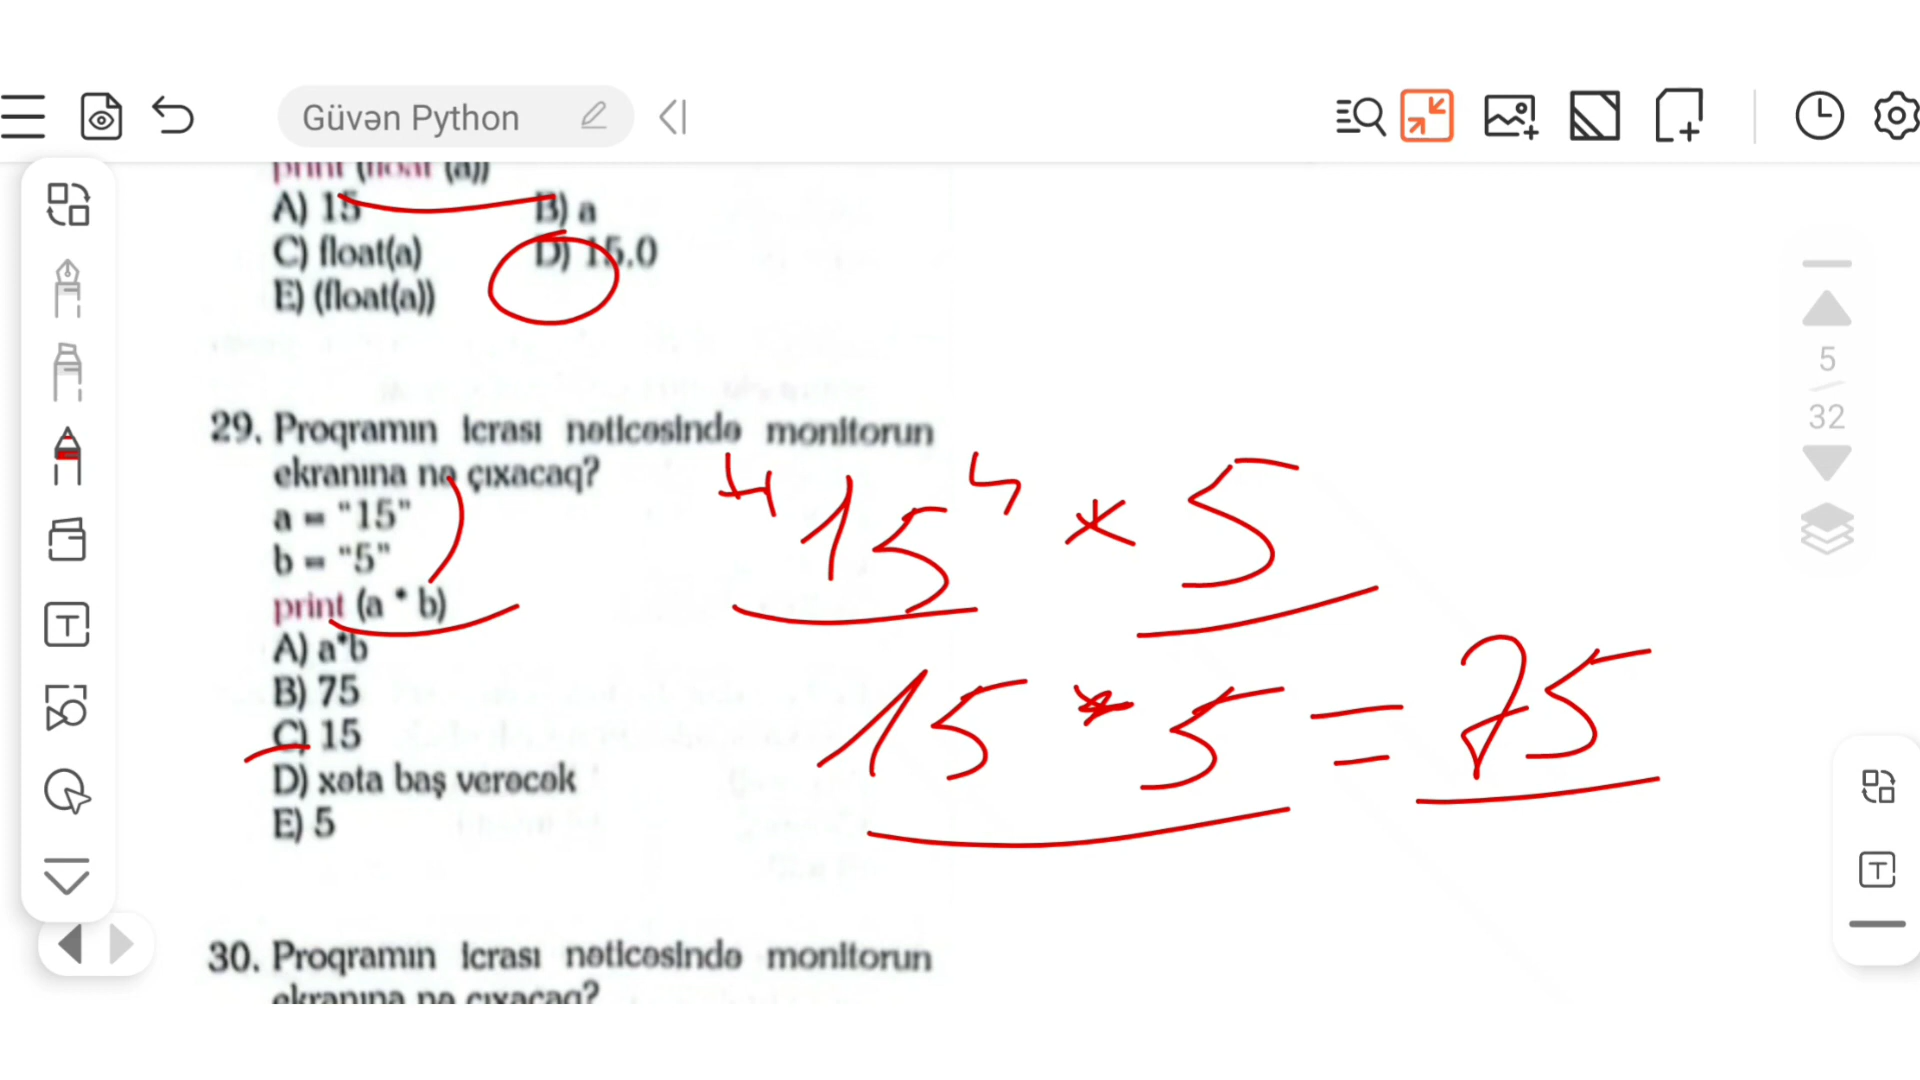 Güvən Python
print (float (a))
A) 15 B) a
C) float(a) D) 15.0
E) (float(a))
29. Proqramın icrası nəticəsində monitorun
ekranına nə çıxacaq?
a = “15”
b = “5”
print (a * b)
A) a*b
B) 75
C) 15
D) xəta baş verəcək
E) 5
"15" * 5
15 * 5 = 75
30. Proqramın icrası nəticəsində monitorun
ekranına nə çıxacaq?
5
32